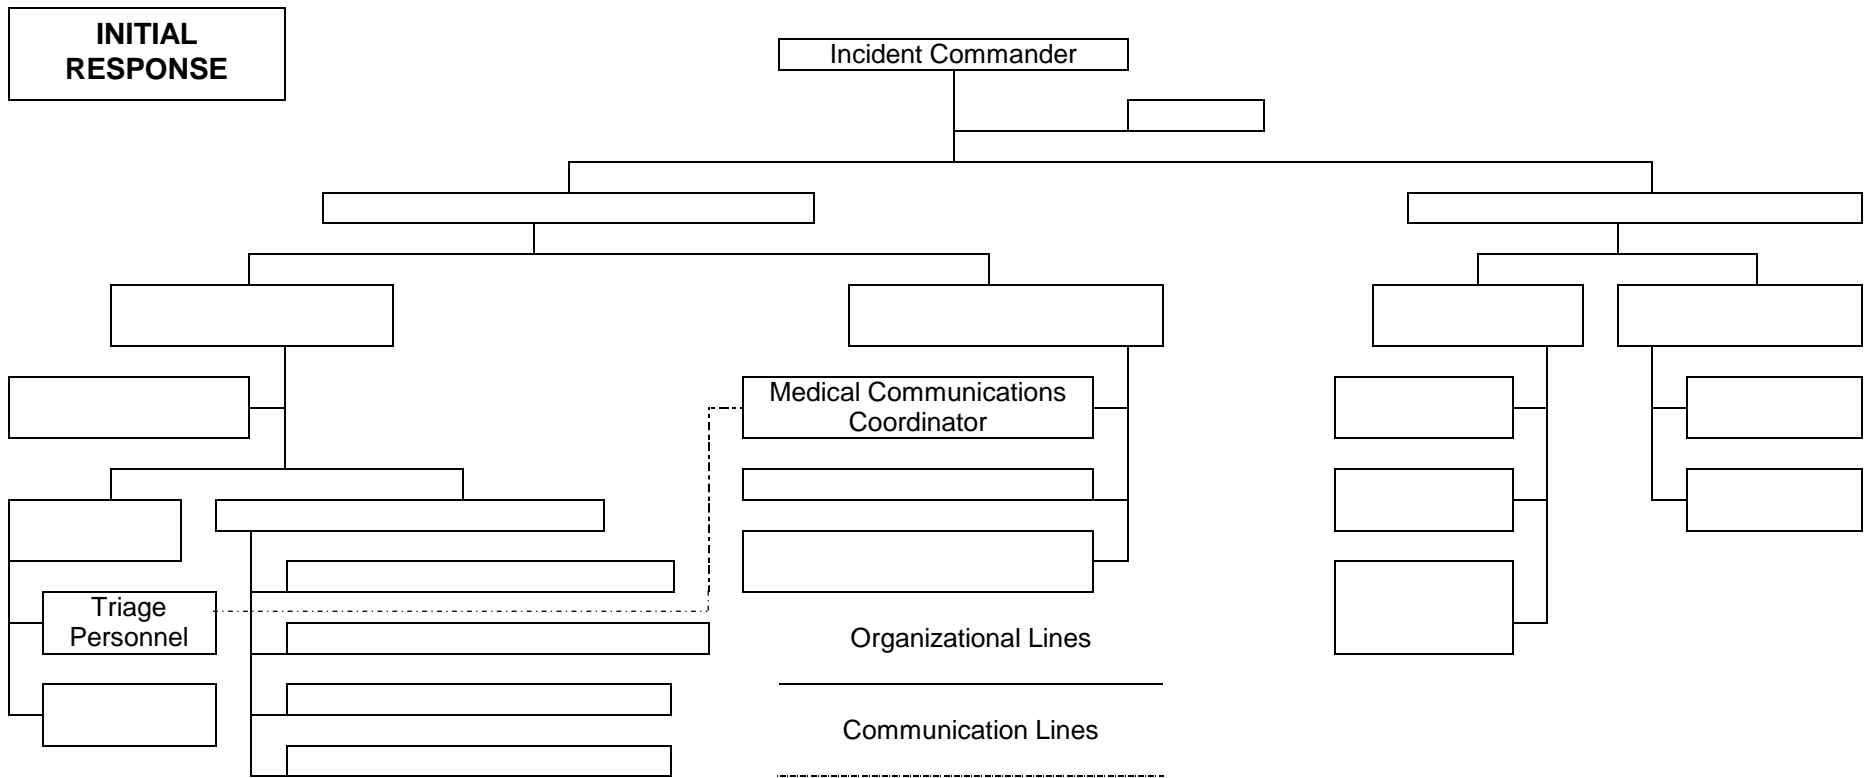 INITIAL
RESPONSE
Incident Commander
Medical Communications
Coordinator
Triage
Personnel
Organizational Lines
Communication Lines